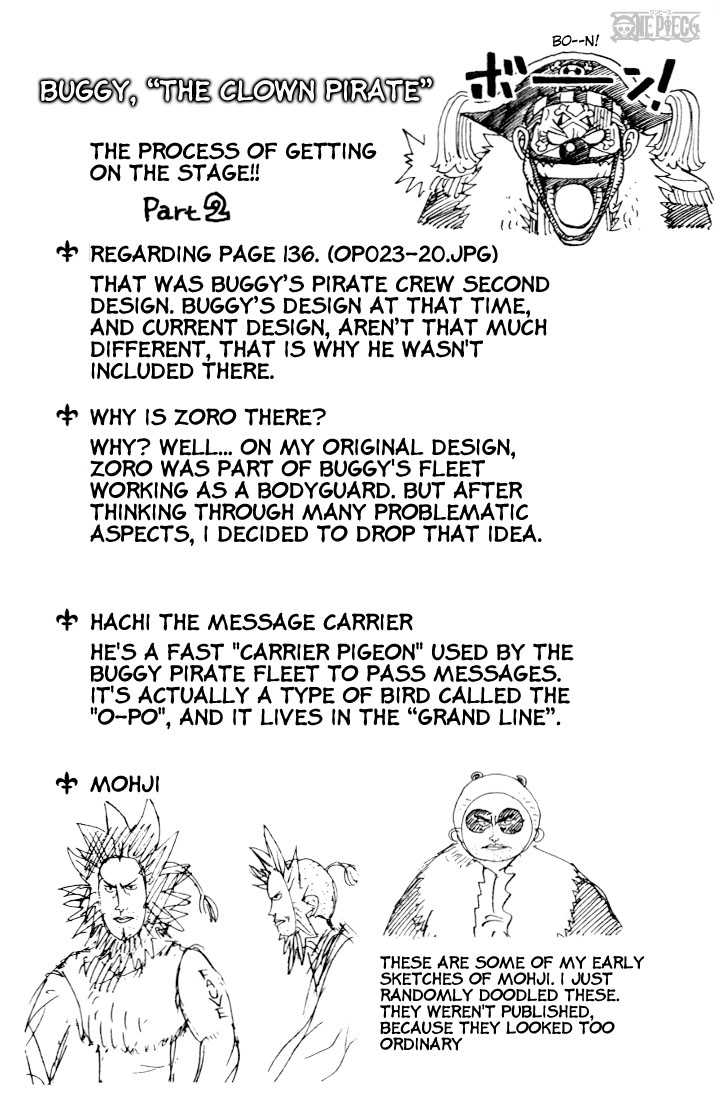 ワンピース
ONE PIECE
BO--N!
ボーン!
BUGGY, “THE CLOWN PIRATE”
THE PROCESS OF GETTING
ON THE STAGE!!
Part 2
REGARDING PAGE 136. (OP023-20.JPG)
THAT WAS BUGGY’S PIRATE CREW SECOND
DESIGN. BUGGY’S DESIGN AT THAT TIME,
AND CURRENT DESIGN, AREN’T THAT MUCH
DIFFERENT, THAT IS WHY HE WASN'T
INCLUDED THERE.
WHY IS ZORO THERE?
WHY? WELL... ON MY ORIGINAL DESIGN,
ZORO WAS PART OF BUGGY'S FLEET
WORKING AS A BODYGUARD. BUT AFTER
THINKING THROUGH MANY PROBLEMATIC
ASPECTS, I DECIDED TO DROP THAT IDEA.
HACHI THE MESSAGE CARRIER
HE'S A FAST "CARRIER PIGEON" USED BY THE
BUGGY PIRATE FLEET TO PASS MESSAGES.
IT'S ACTUALLY A TYPE OF BIRD CALLED THE
"O-PO", AND IT LIVES IN THE “GRAND LINE”.
MOHJI
THESE ARE SOME OF MY EARLY
SKETCHES OF MOHJI. I JUST
RANDOMLY DOODLED THESE.
THEY WEREN'T PUBLISHED,
BECAUSE THEY LOOKED TOO
ORDINARY